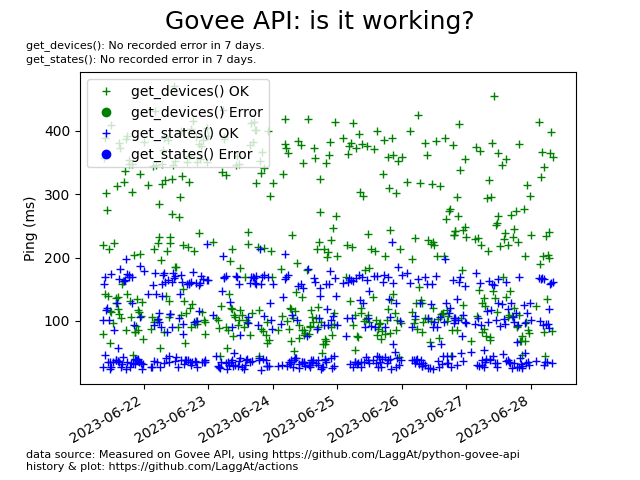 Govee API: is it working?
get_devices(): No recorded error in 7 days.
get_states(): No recorded error in 7 days.
get_devices() OK
get_devices() Error
get_states() OK
get_states() Error
Ping (ms)
400
300
200
100
2023-06-22
2023-06-23
2023-06-24
2023-06-25
2023-06-26
2023-06-27
2023-06-28
data source: Measured on Govee API, using https://github.com/LaggAt/python-govee-api
history & plot: https://github.com/LaggAt/actions